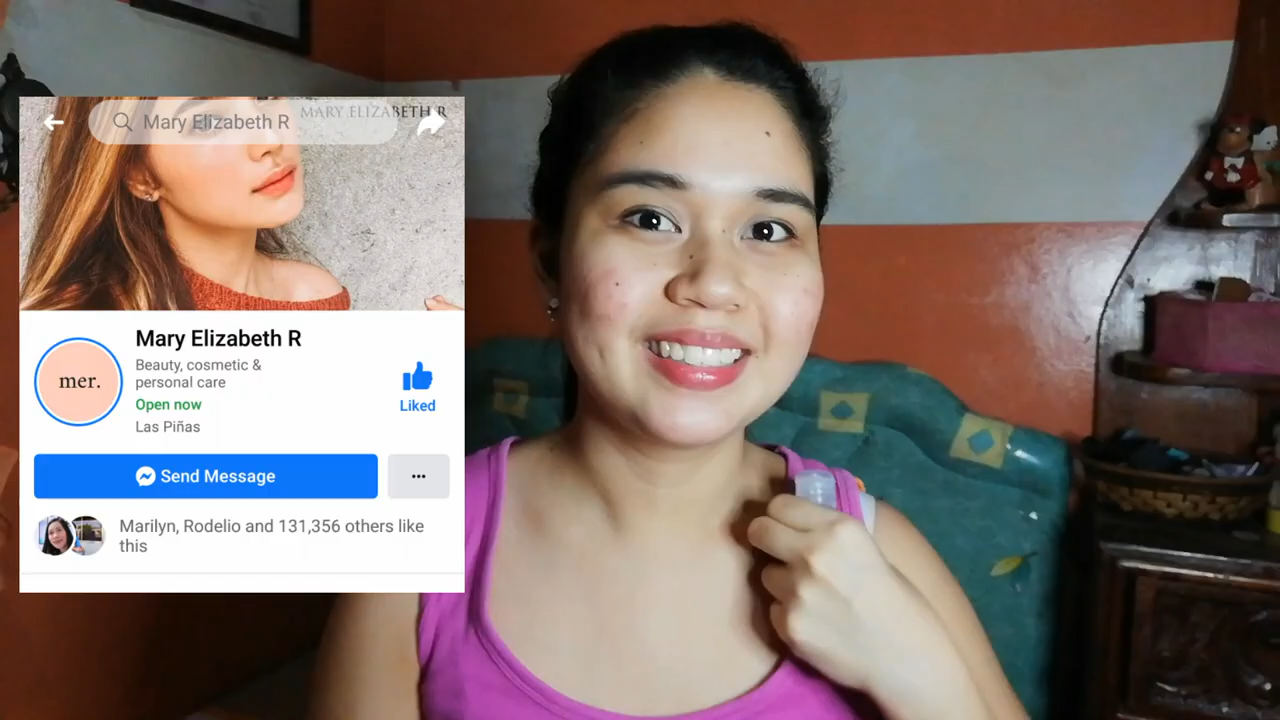 MARY ELIZABETH R
Mary Elizabeth R
Mary Elizabeth R
mer.
Beauty, cosmetic &
personal care
Open now
Las Piñas
Liked
Send Message
Marilyn, Rodelio and 131,356 others like
this